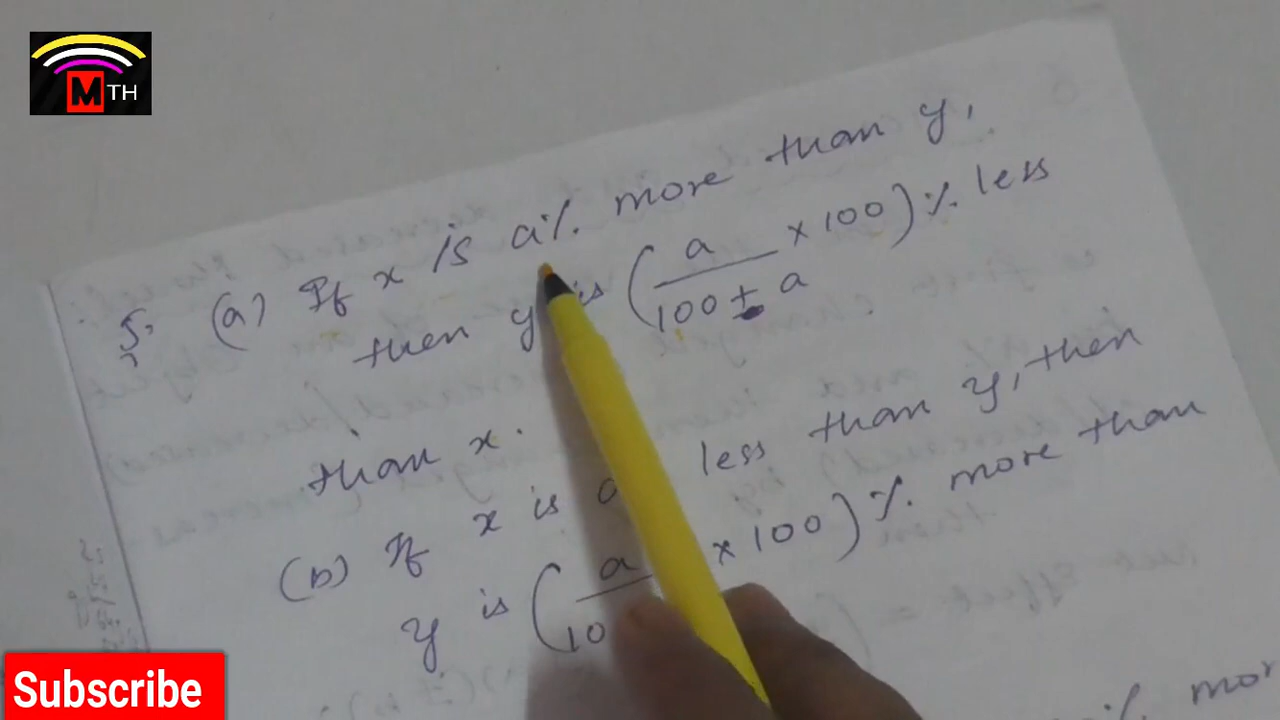 MTH
5. (a) If x is a%. more than y,
then y is (a/100 + a × 100)%. less
than x.
(b) If x is a less than y, then
y is (a/10 × 100)%. more than
%. mor
Subscribe